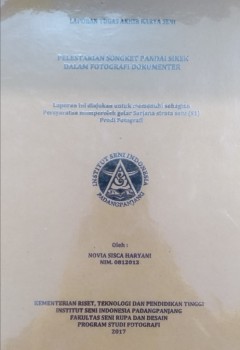 LAPORAN TUGAS AKHIR KARYA SENI
PELESTARIAN SONGKET PANDAI SIKEK
DALAM FOTOGRAFI DOKUMENTER
Laporan ini diajukan untuk memenuhi sebagian
Persyaratan memperoleh gelar Sarjana strata satu (S1)
Prodi Fotografi
INSTITUT SENI INDONESIA
PADANGPANJANG
Oleh :
NOVIA SISCA HARYANI
NIM. 0812012
KEMENTERIAN RISET, TEKNOLOGI DAN PENDIDIKAN TINGGI
INSTITUT SENI INDONESIA PADANGPANJANG
FAKULTAS SENI RUPA DAN DESAIN
PROGRAM STUDI FOTOGRAFI
2017